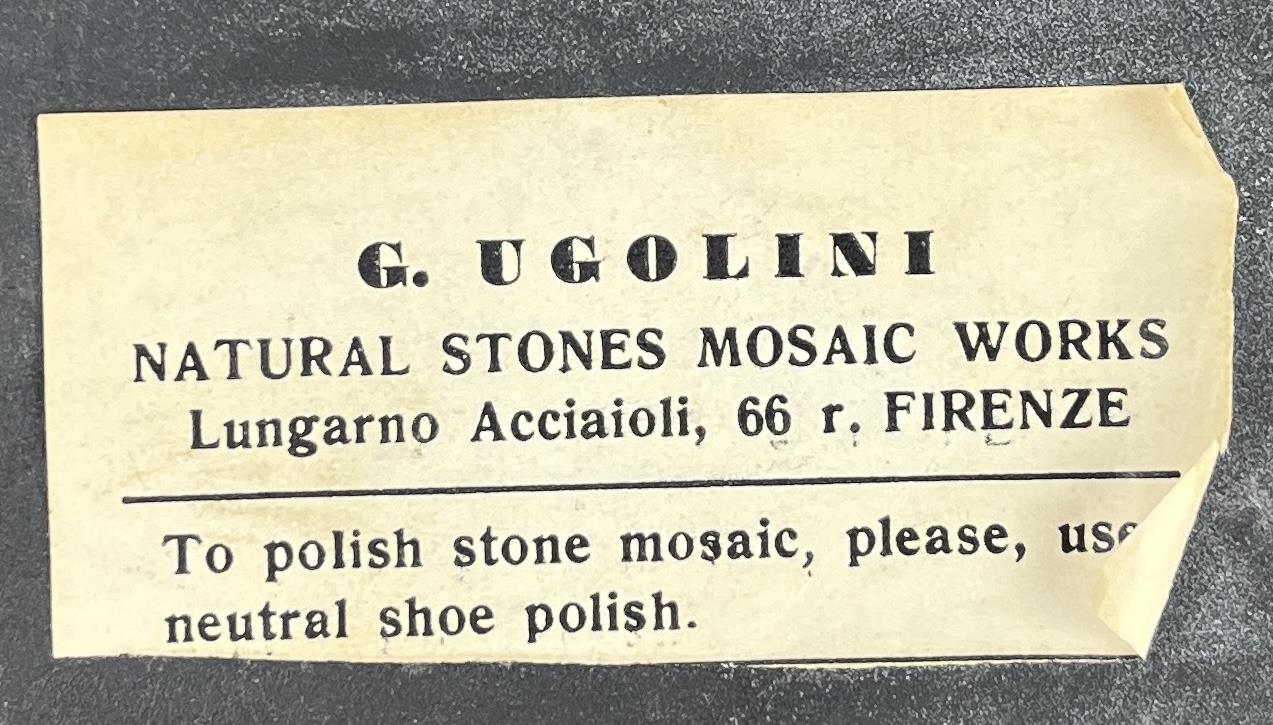 G. UGOLINI
NATURAL STONES MOSAIC WORKS
Lungarno Acciaioli, 66 r. FIRENZE
To polish stone mosaic, please, use
neutral shoe polish.